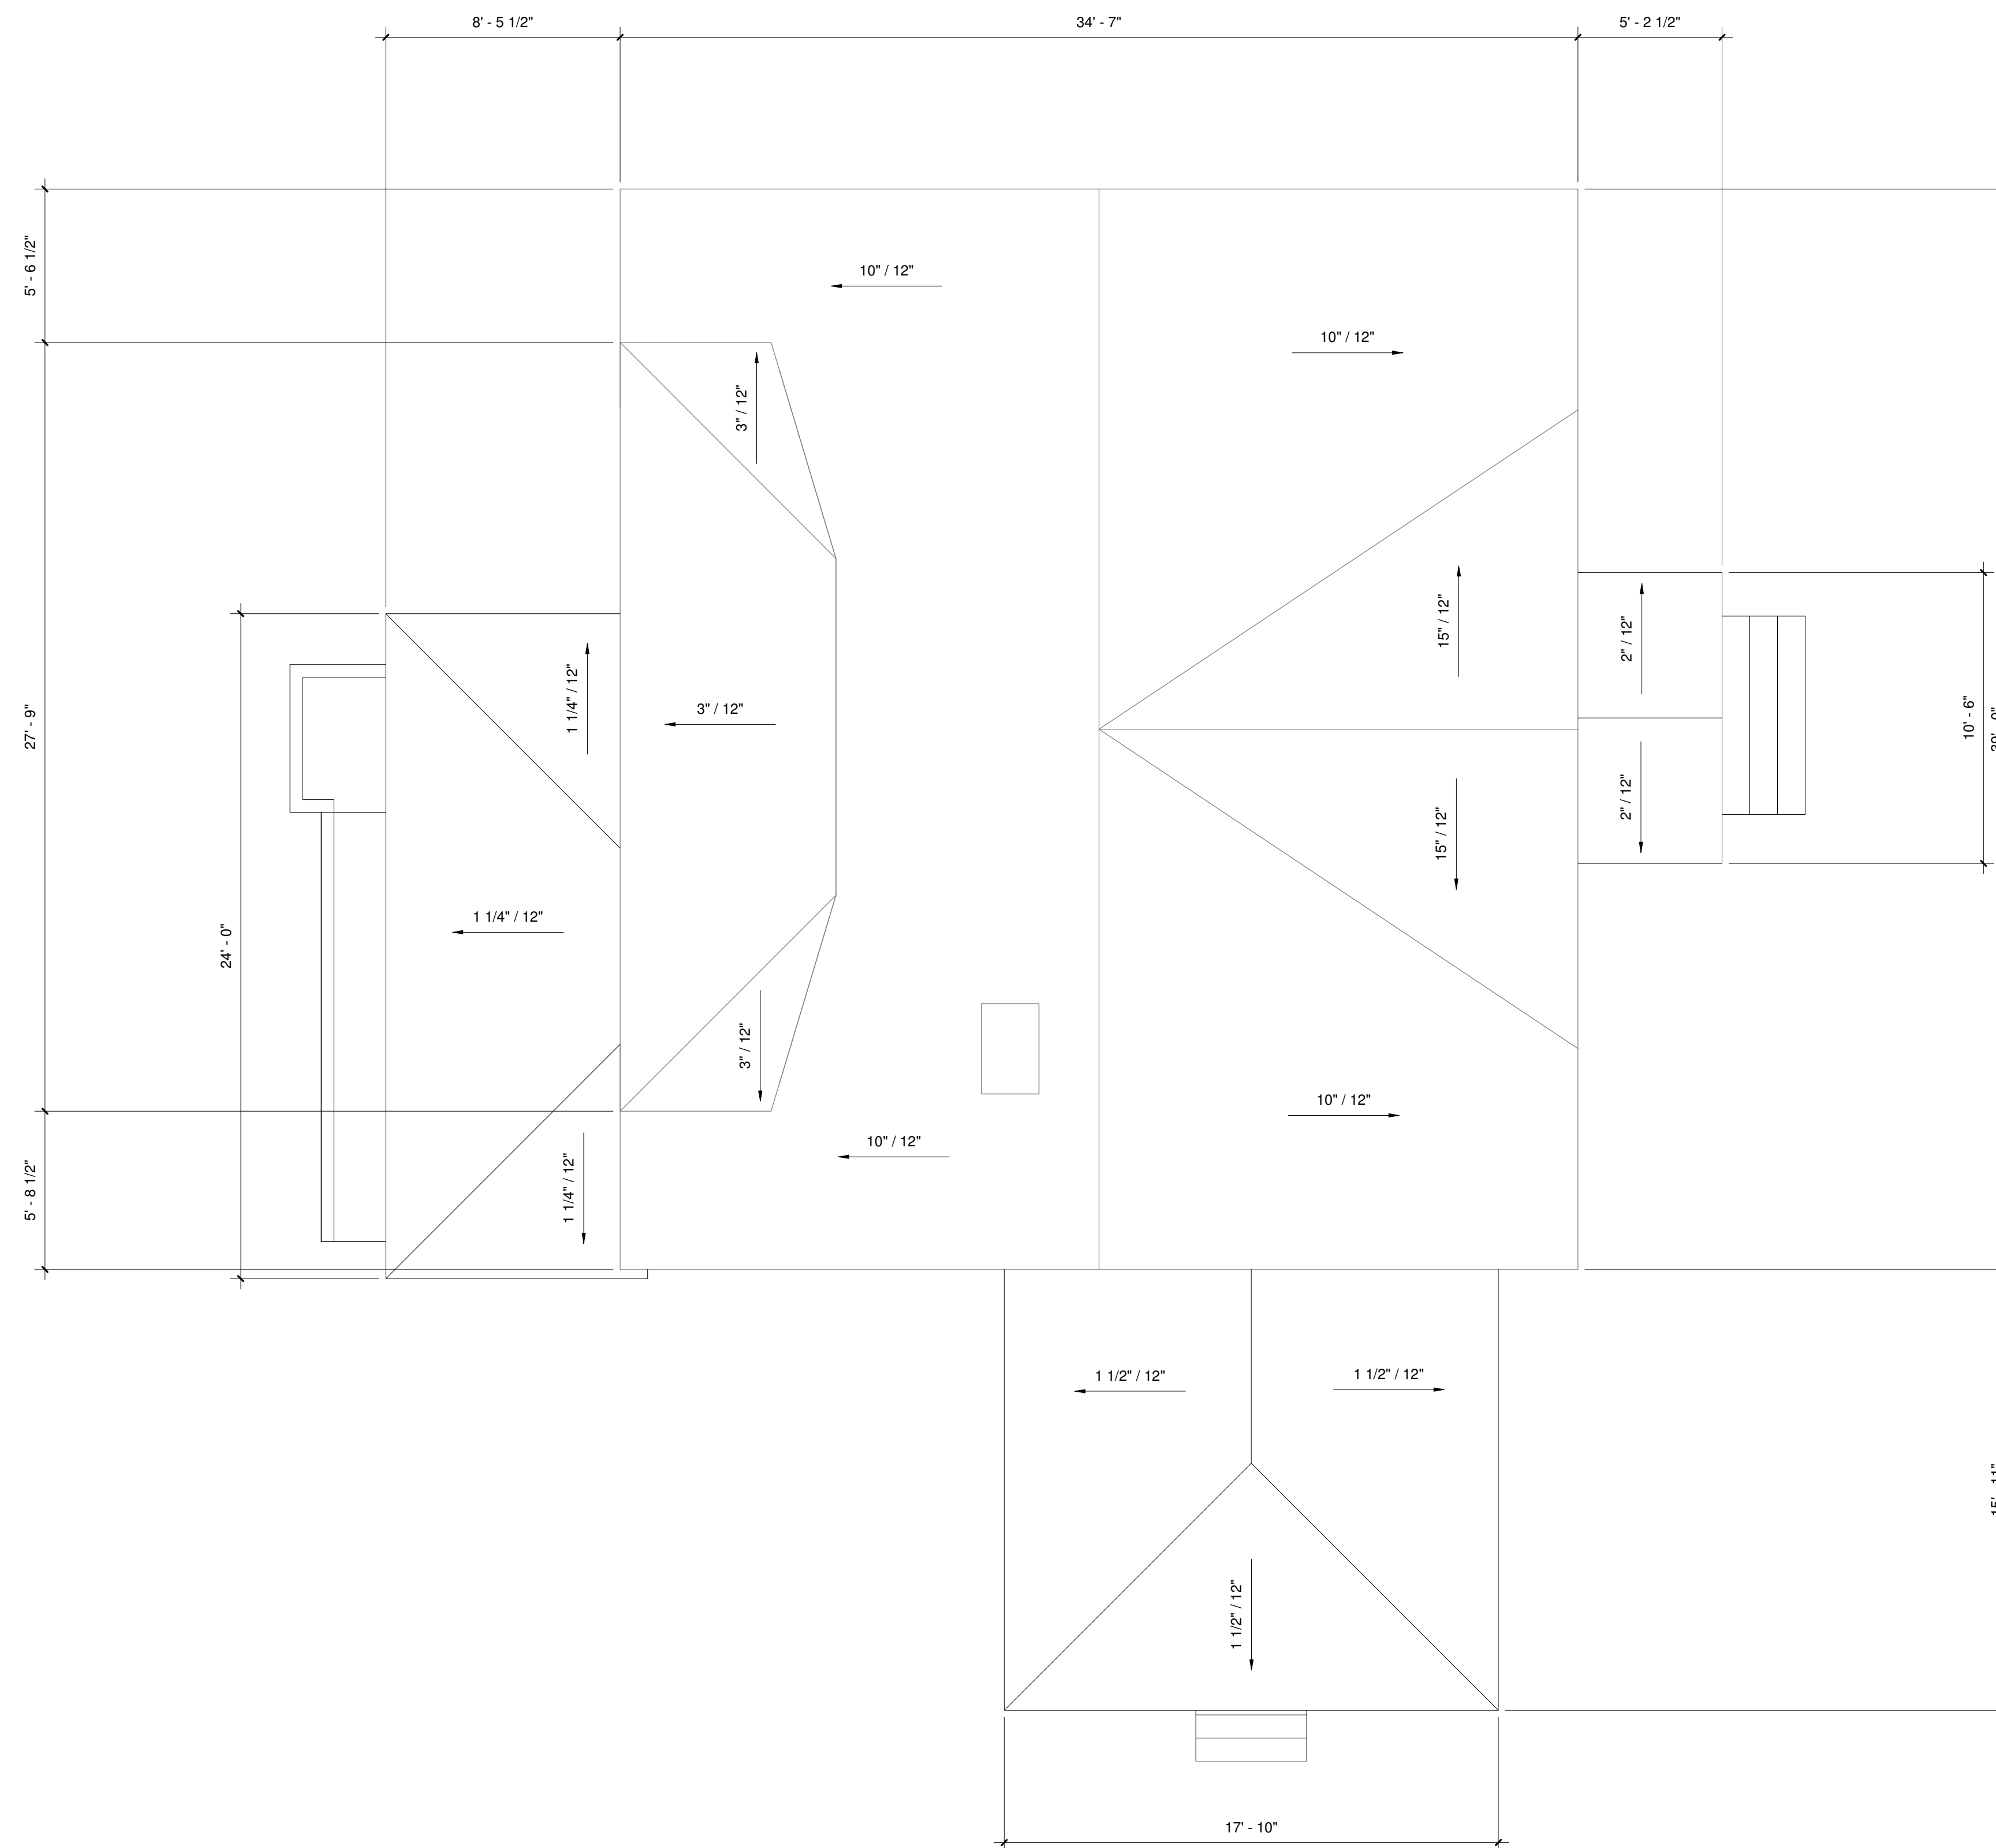 8' - 5 1/2"
34' - 7"
5' - 2 1/2"
5' - 6 1/2"
10" / 12"
10" / 12"
3" / 12"
15" / 12"
2" / 12"
1 1/4" / 12"
3" / 12"
27' - 9"
10' - 6"
15" / 12"
2" / 12"
1 1/4" / 12"
24' - 0"
3" / 12"
10" / 12"
10" / 12"
5' - 8 1/2"
1 1/4" / 12"
1 1/2" / 12"
1 1/2" / 12"
1 1/2" / 12"
17' - 10"